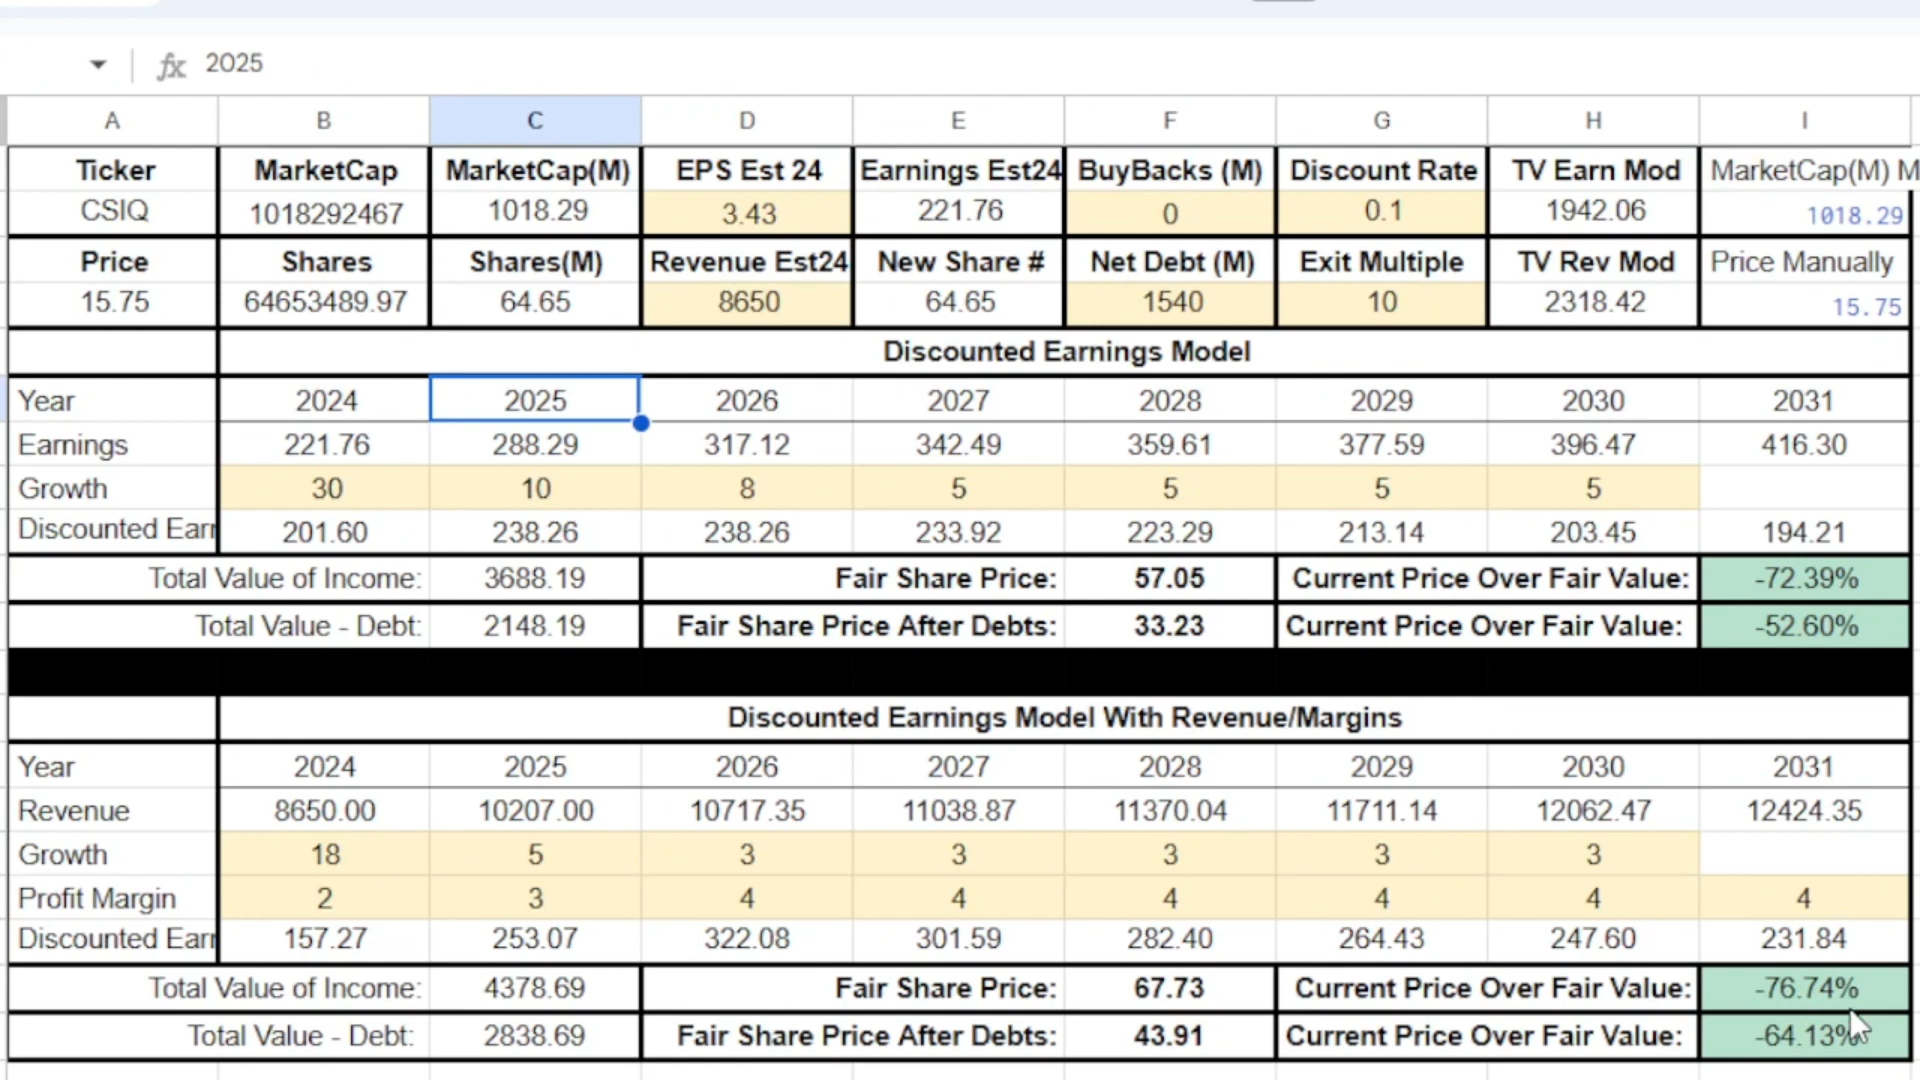 fx 2025
A B C D E F G H I
Ticker MarketCap MarketCap(M) EPS Est 24 Earnings Est24 BuyBacks (M) Discount Rate TV Earn Mod MarketCap(M) M
CSIQ 1018292467 1018.29 3.43 221.76 0 0.1 1942.06 1018.29
Price Shares Shares(M) Revenue Est24 New Share # Net Debt (M) Exit Multiple TV Rev Mod Price Manually
15.75 64653489.97 64.65 8650 64.65 1540 10 2318.42 15.75
Discounted Earnings Model
Year 2024 2025 2026 2027 2028 2029 2030 2031
Earnings 221.76 288.29 317.12 342.49 359.61 377.59 396.47 416.30
Growth 30 10 8 5 5 5 5
Discounted Earr 201.60 238.26 238.26 233.92 223.29 213.14 203.45 194.21
Total Value of Income: 3688.19 Fair Share Price: 57.05 Current Price Over Fair Value: -72.39%
Total Value - Debt: 2148.19 Fair Share Price After Debts: 33.23 Current Price Over Fair Value: -52.60%
Discounted Earnings Model With Revenue/Margins
Year 2024 2025 2026 2027 2028 2029 2030 2031
Revenue 8650.00 10207.00 10717.35 11038.87 11370.04 11711.14 12062.47 12424.35
Growth 18 5 3 3 3 3 3
Profit Margin 2 3 4 4 4 4 4 4
Discounted Earr 157.27 253.07 322.08 301.59 282.40 264.43 247.60 231.84
Total Value of Income: 4378.69 Fair Share Price: 67.73 Current Price Over Fair Value: -76.74%
Total Value - Debt: 2838.69 Fair Share Price After Debts: 43.91 Current Price Over Fair Value: -64.13%